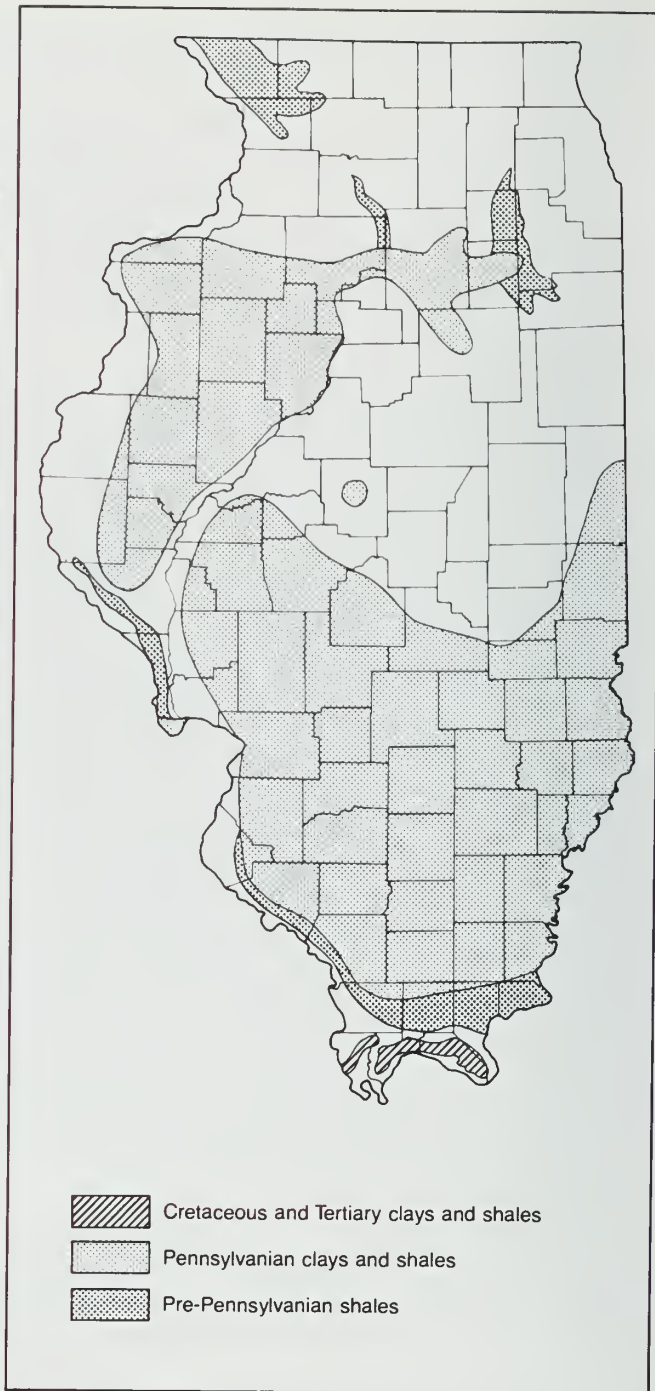 Cretaceous and Tertiary clays and shales
Pennsylvanian clays and shales
Pre-Pennsylvanian shales